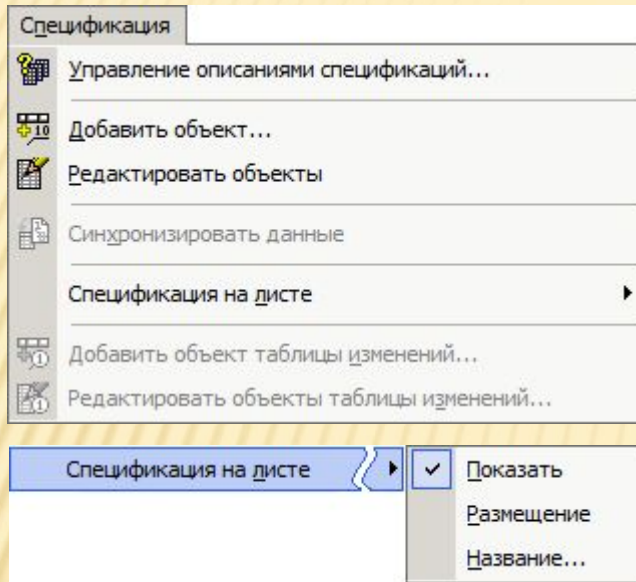 Спецификация
Управление описаниями спецификаций...
Добавить объект...
Редактировать объекты
Синхронизировать данные
Спецификация на листе
Добавить объект таблицы изменений...
Редактировать объекты таблицы изменений...
Спецификация на листе
Показать
Размещение
Название...